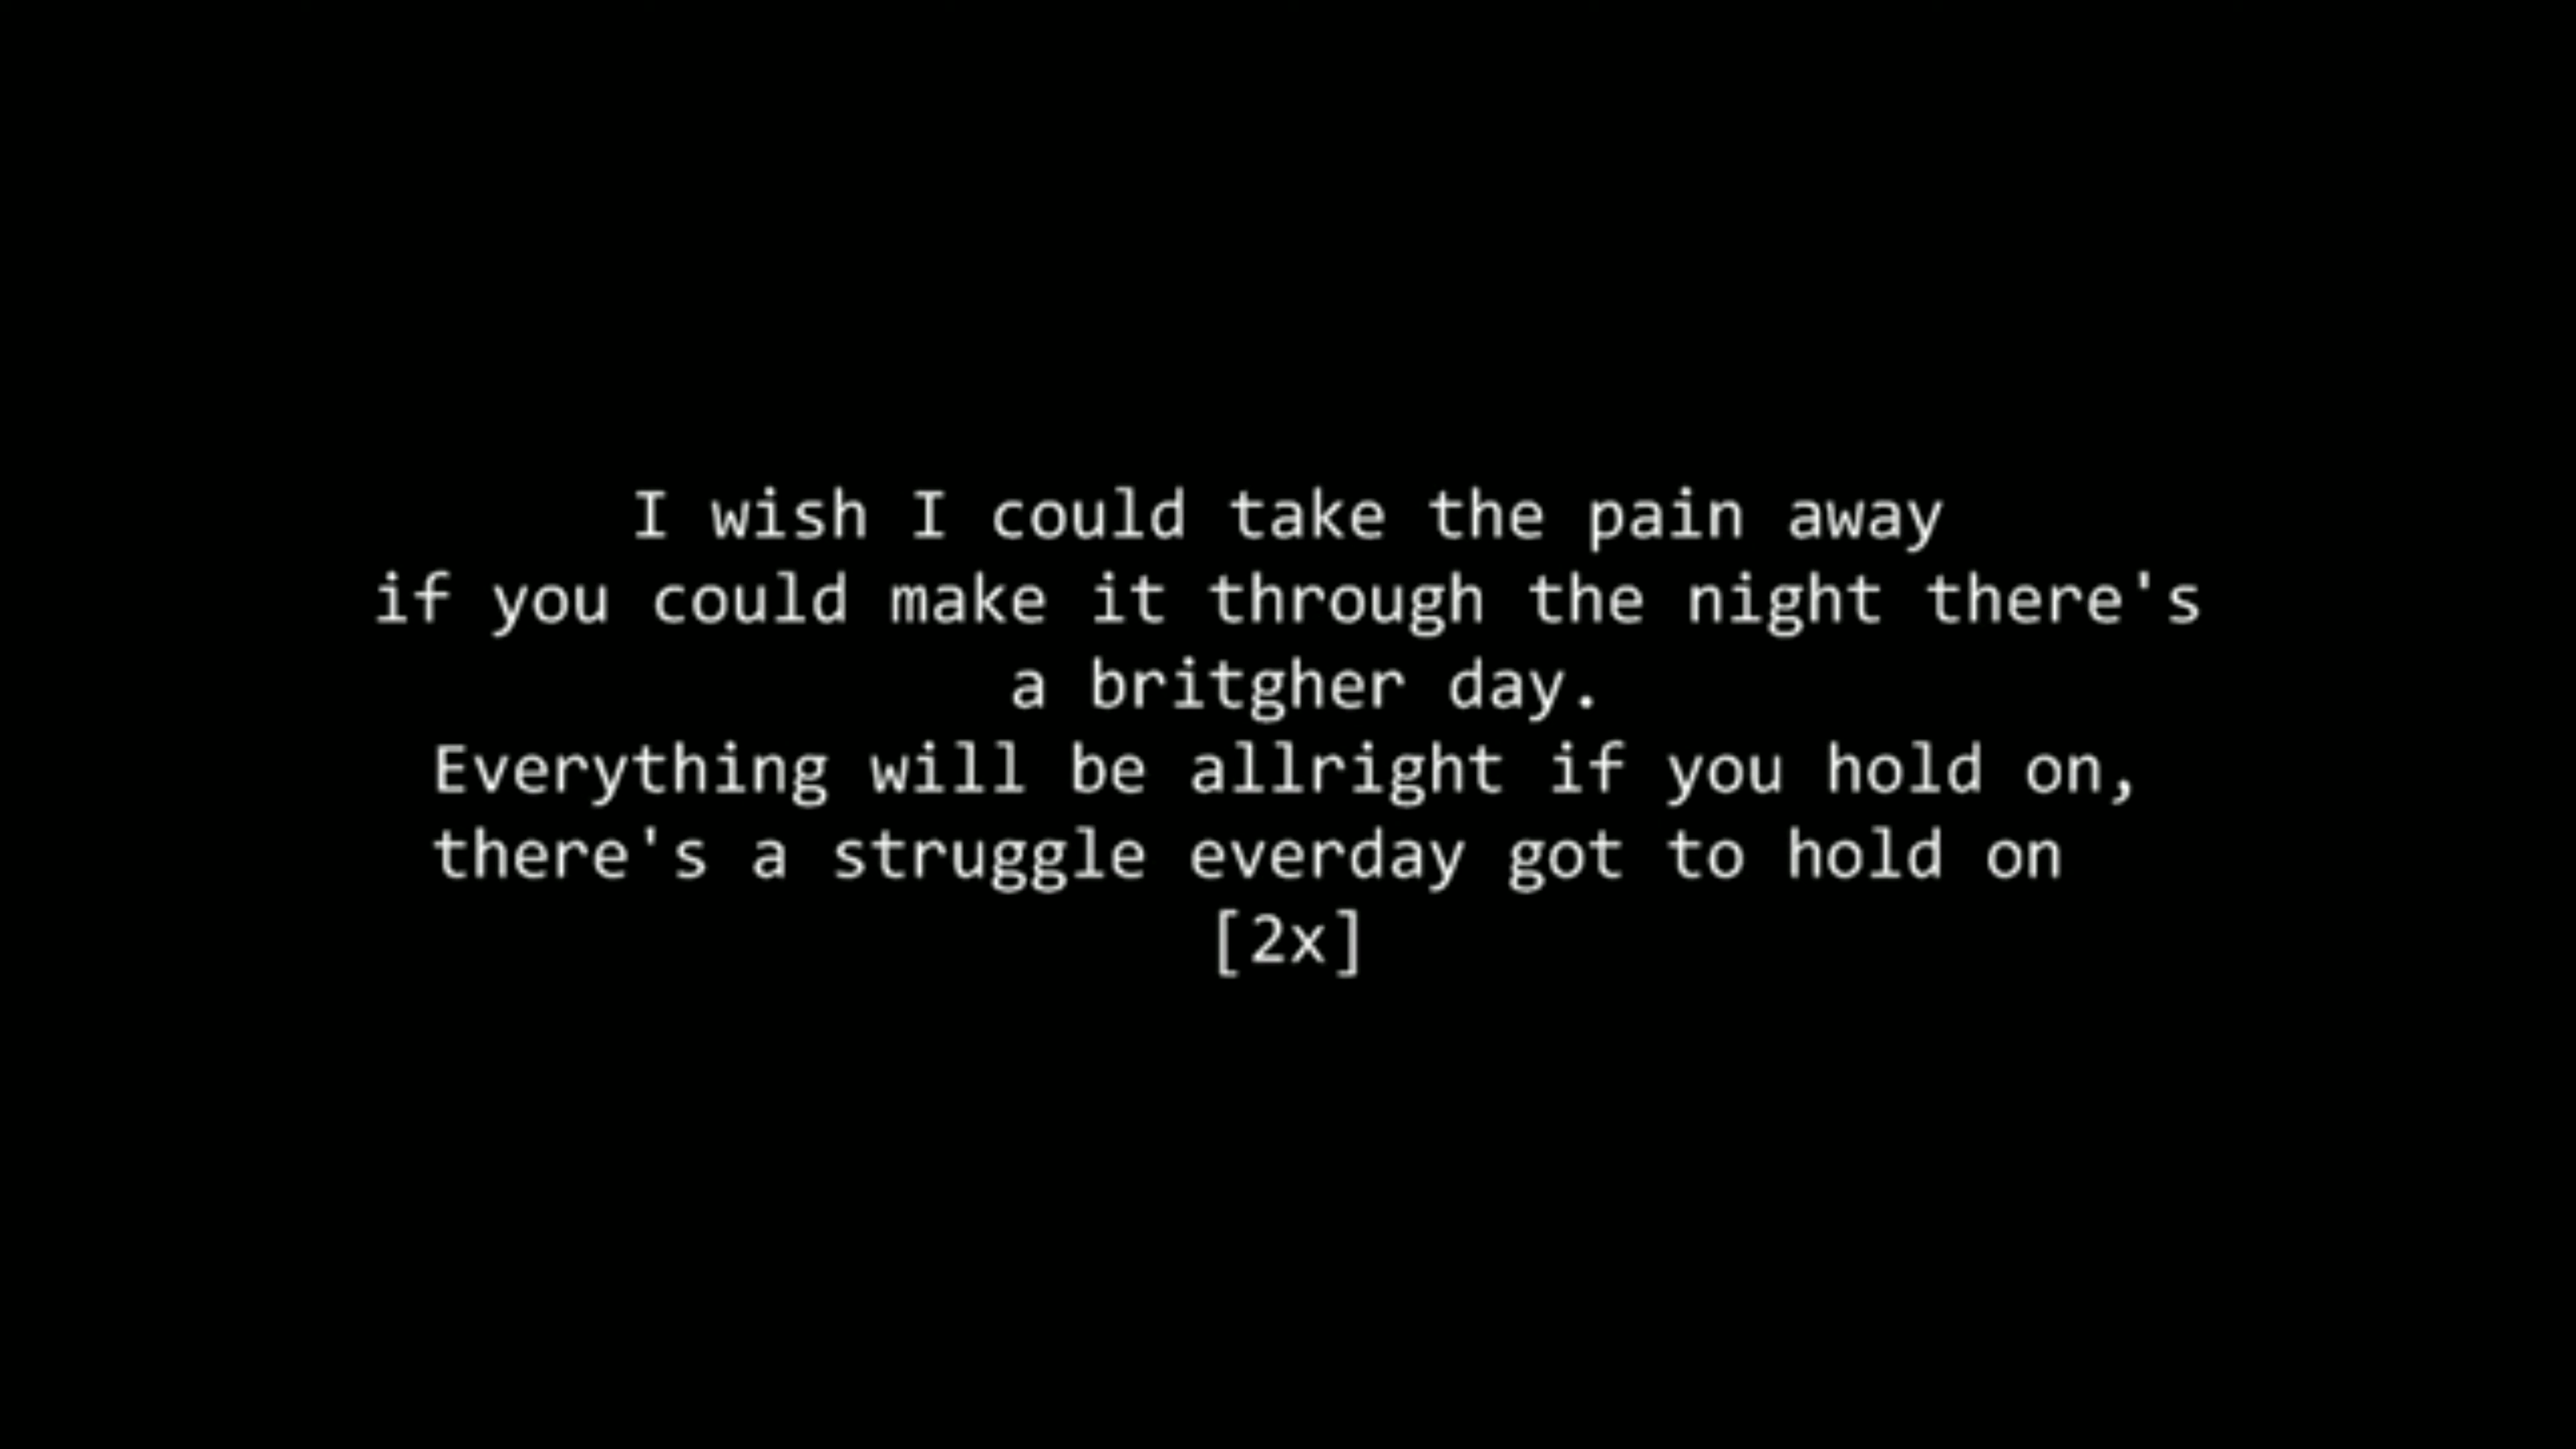 I wish I could take the pain away
if you could make it through the night there's
a britgher day.
Everything will be allright if you hold on,
there's a struggle everday got to hold on
[2x]